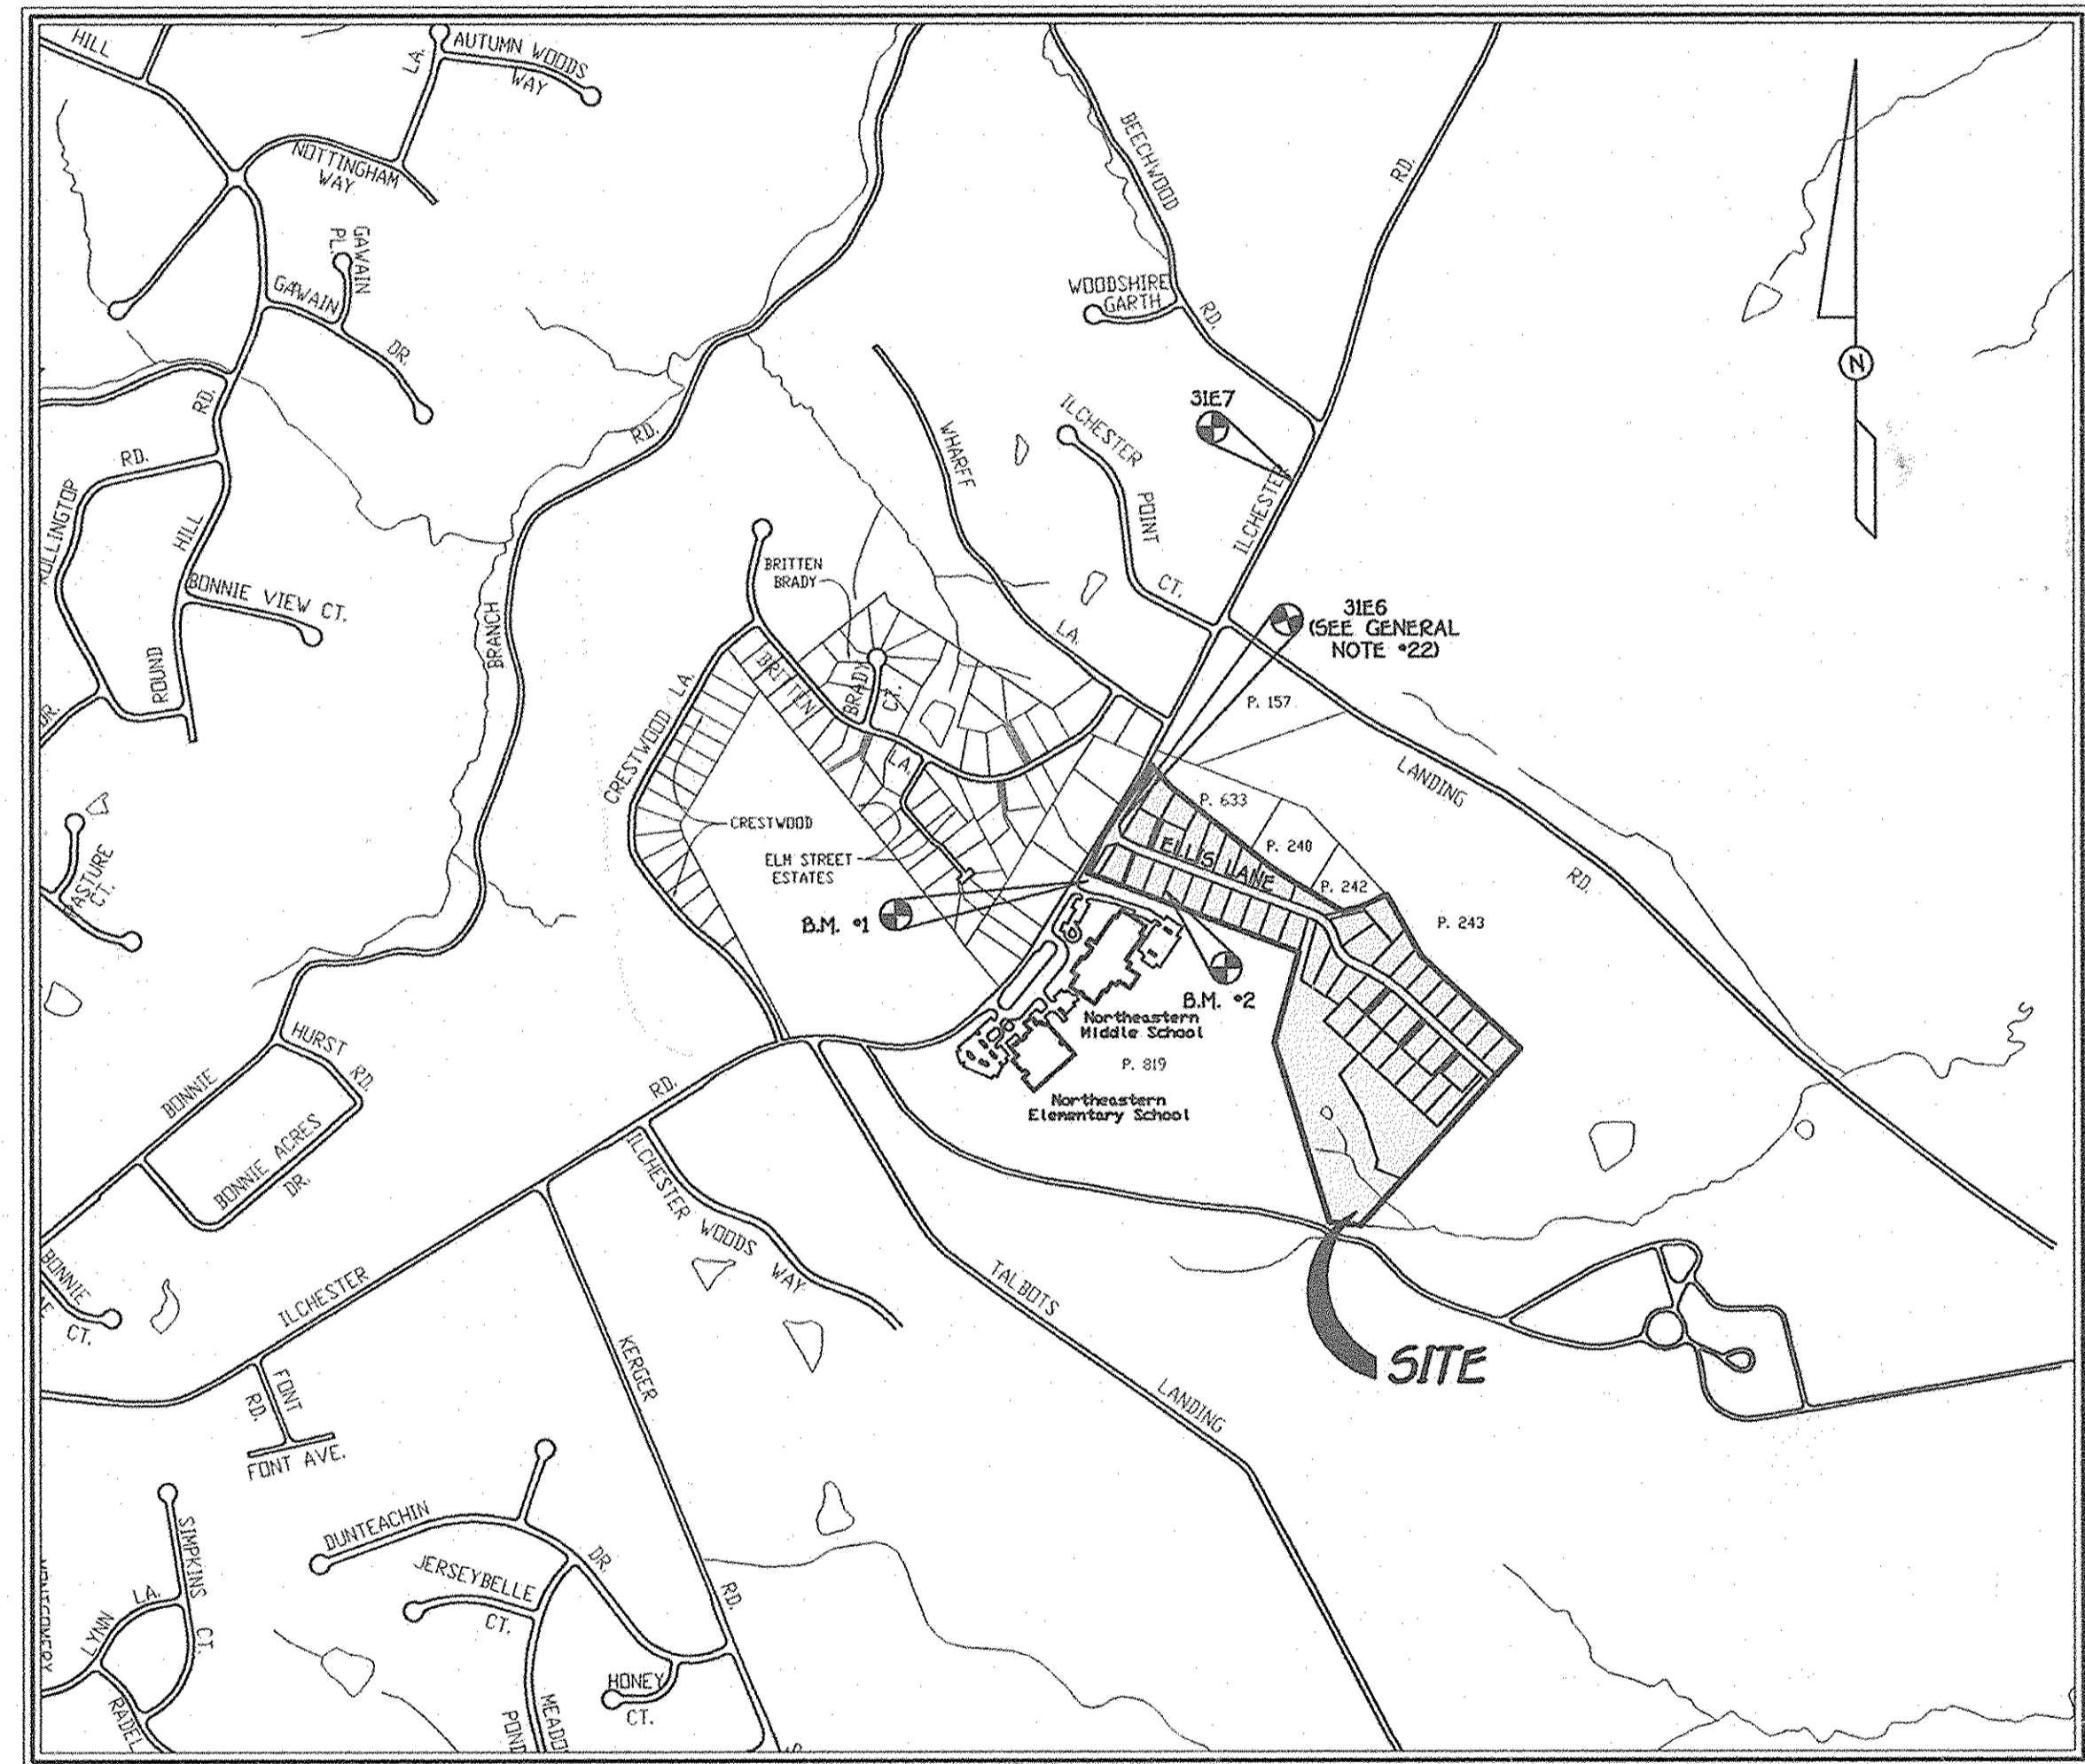 HILL
LA.
AUTUMN WOODS
WAY
NOTTINGHAM
WAY
GAWAIN
PL.
GAWAIN
DR.
RD.
RD.
HILL
ROUND
BONNIE VIEW CT.
DR.
BRANCH
RD.
BEECHWOOD
RD.
WOODSHIRE
GARTH
RD.
31E7
ILCHESTER
POINT
CT.
ILCHESTER
WHARFF
LA.
N
31E6
(SEE GENERAL
NOTE #22)
BRITTEN
BRADY
BRITTEN
LA.
BRADY
CT.
CRESTWOOD LA.
CRESTWOOD
ELM STREET
ESTATES
P. 157
P. 633
P. 240
P. 242
P. 243
ELLIS LANE
LANDING
RD.
B.M. #1
B.M. #2
Northeastern
Middle School
P. 819
Northeastern
Elementary School
PASTURE
CT.
HURST
RD.
BONNIE
BONNIE ACRES
DR.
BONNIE
CT.
ILCHESTER
RD.
ILCHESTER WOODS
WAY
TALBOTS
LANDING
SITE
KERGER
RD.
FONT
RD.
FONT AVE.
DUNTEACHIN
DR.
JERSEYBELLE
CT.
HONEY
CT.
SIMPKINS
CT.
LYNN
LA.
RADEL
MEADO
POND